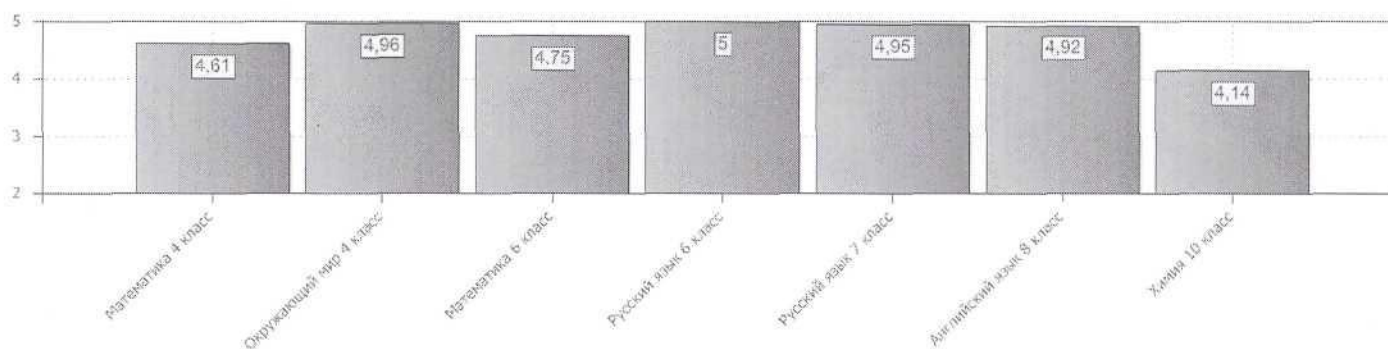 5
4
3
2
4,61
4,96
4,75
5
4,95
4,92
4,14
Математика 4 класс
Окружающий мир 4 класс
Математика 6 класс
Русский язык 6 класс
Русский язык 7 класс
Английский язык 8 класс
Химия 10 класс